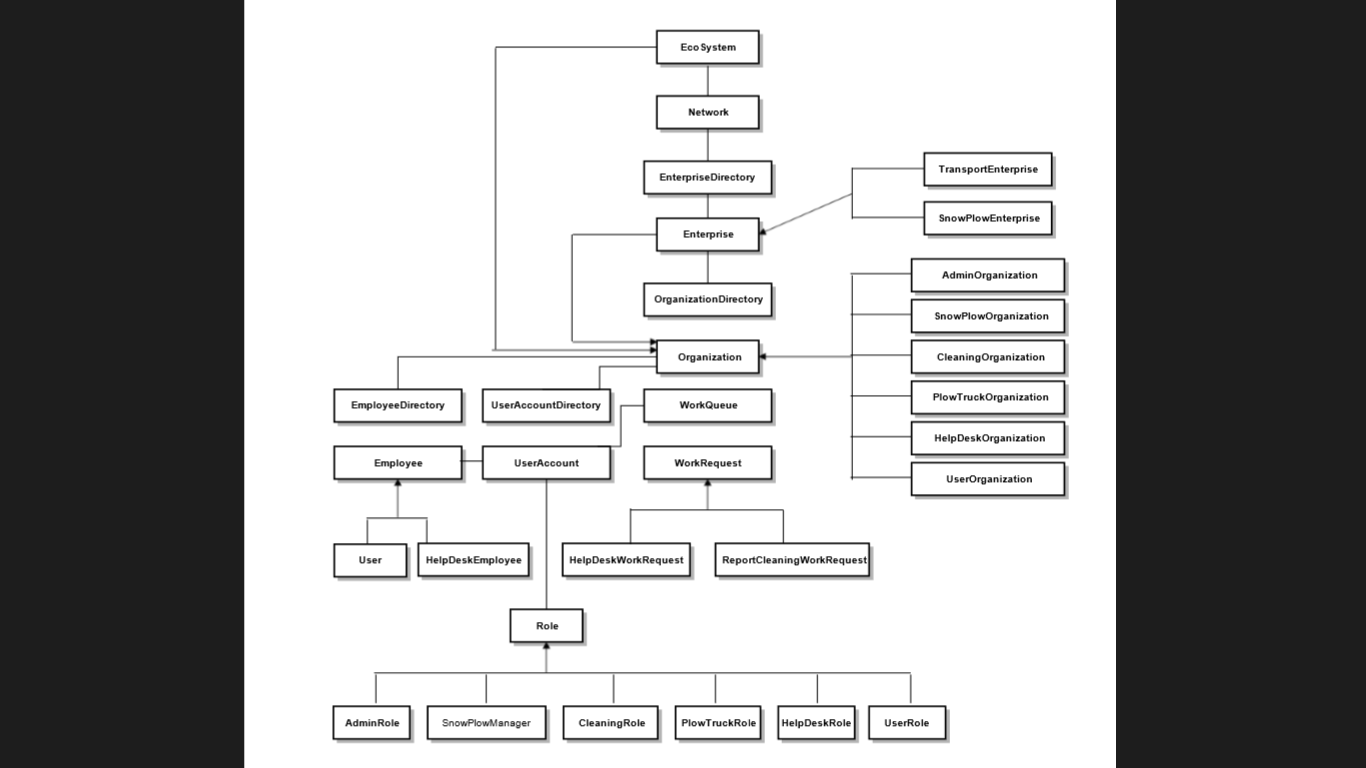 EcoSystem
Network
EnterpriseDirectory
TransportEnterprise
SnowPlowEnterprise
Enterprise
AdminOrganization
OrganizationDirectory
SnowPlowOrganization
Organization
CleaningOrganization
EmployeeDirectory
UserAccountDirectory
WorkQueue
PlowTruckOrganization
HelpDeskOrganization
Employee
UserAccount
WorkRequest
UserOrganization
User
HelpDeskEmployee
HelpDeskWorkRequest
ReportCleaningWorkRequest
Role
AdminRole
SnowPlowManager
CleaningRole
PlowTruckRole
HelpDeskRole
UserRole